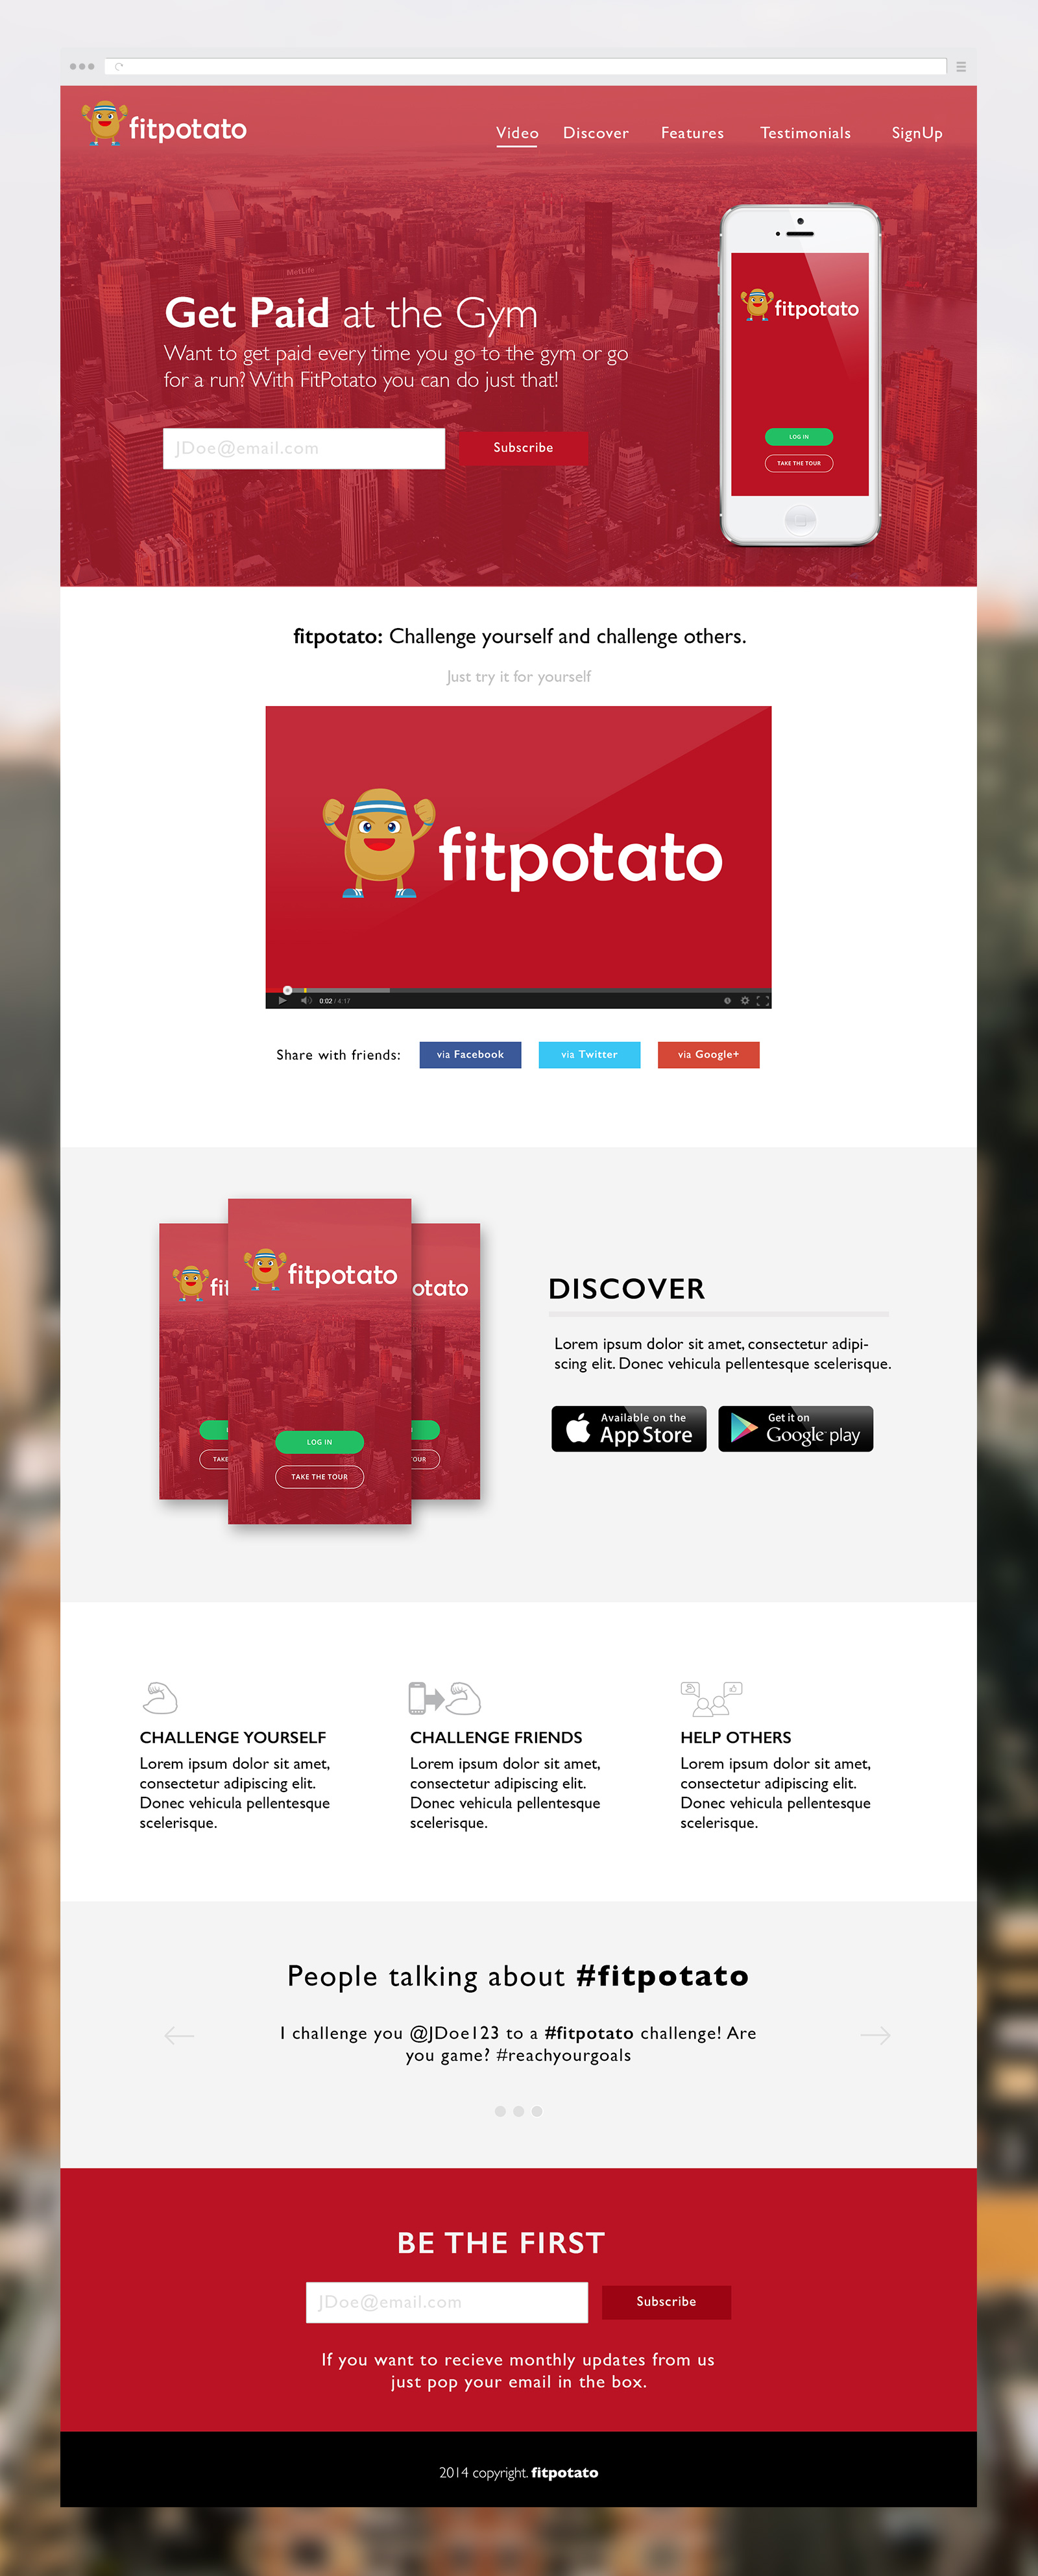 fitpotato
Video Discover Features Testimonials SignUp
MetLife
fitpotato
LOG IN
TAKE THE TOUR
Get Paid at the Gym
Want to get paid every time you go to the gym or go
for a run? With FitPotato you can do just that!
JDoe@email.com
Subscribe
fitpotato: Challenge yourself and challenge others.
Just try it for yourself
fitpotato
0:02 / 4:17
Share with friends:
via Facebook
via Twitter
via Google+
fit
fitpotato
otato
LOG IN
TAKE
TAKE THE TOUR
OUR
DISCOVER
Lorem ipsum dolor sit amet, consectetur adipi-
scing elit. Donec vehicula pellentesque scelerisque.
Available on the
App Store
Get it on
Google play
CHALLENGE YOURSELF
Lorem ipsum dolor sit amet,
consectetur adipiscing elit.
Donec vehicula pellentesque
scelerisque.
CHALLENGE FRIENDS
Lorem ipsum dolor sit amet,
consectetur adipiscing elit.
Donec vehicula pellentesque
scelerisque.
HELP OTHERS
Lorem ipsum dolor sit amet,
consectetur adipiscing elit.
Donec vehicula pellentesque
scelerisque.
People talking about #fitpotato
I challenge you @JDoe123 to a #fitpotato challenge! Are
you game? #reachyourgoals
BE THE FIRST
JDoe@email.com
Subscribe
If you want to recieve monthly updates from us
just pop your email in the box.
2014 copyright. fitpotato